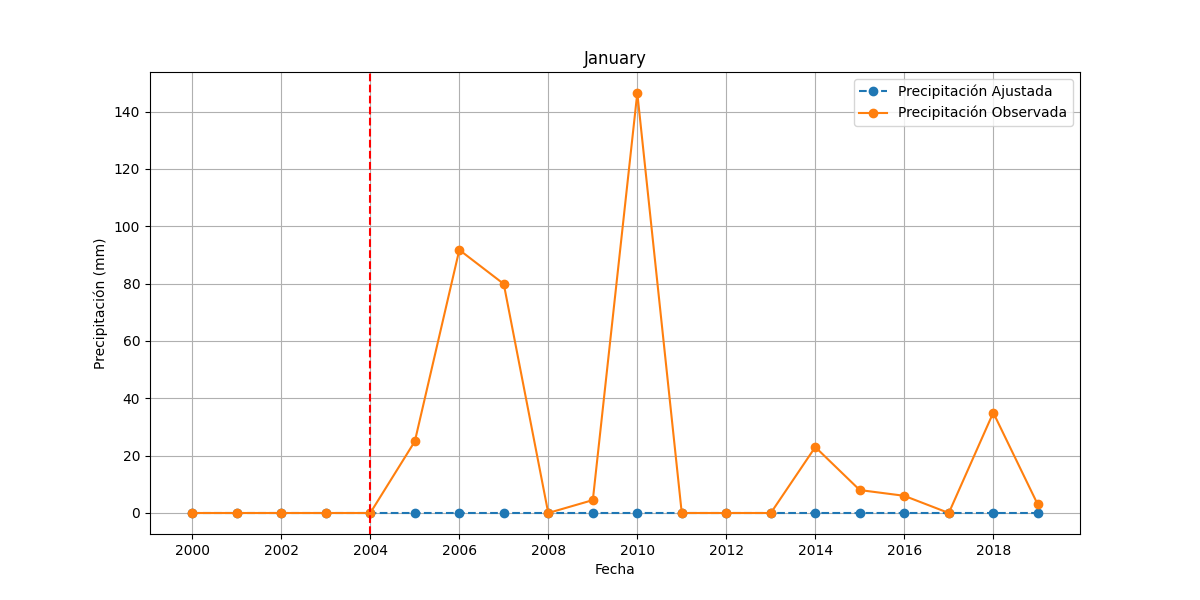 January
Precipitación Ajustada
Precipitación Observada
Precipitación (mm)
140
120
100
80
60
40
20
0
2000 2002 2004 2006 2008 2010 2012 2014 2016 2018
Fecha